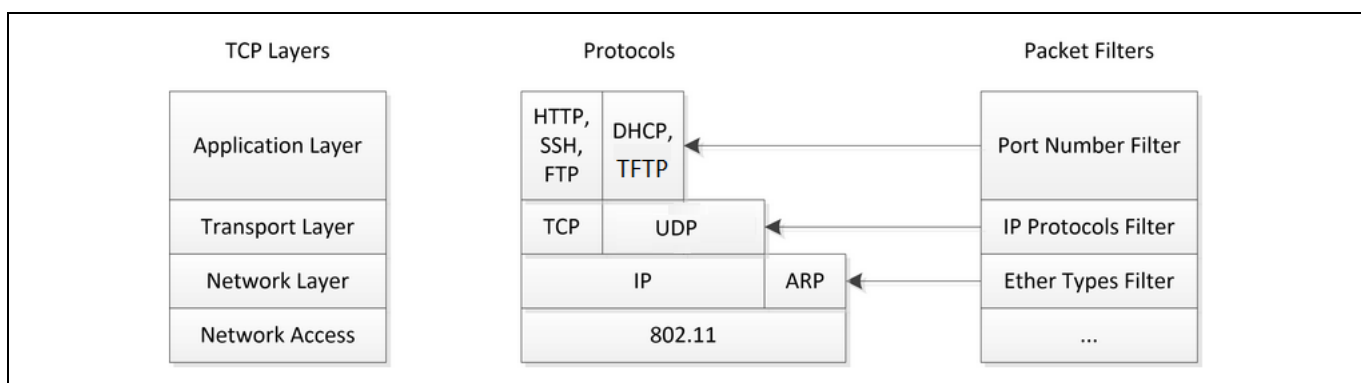 TCP Layers
Protocols
Packet Filters
Application Layer
HTTP,
SSH,
FTP
DHCP,
TFTP
Port Number Filter
Transport Layer
TCP
UDP
IP Protocols Filter
Network Layer
IP
ARP
Ether Types Filter
Network Access
802.11
...